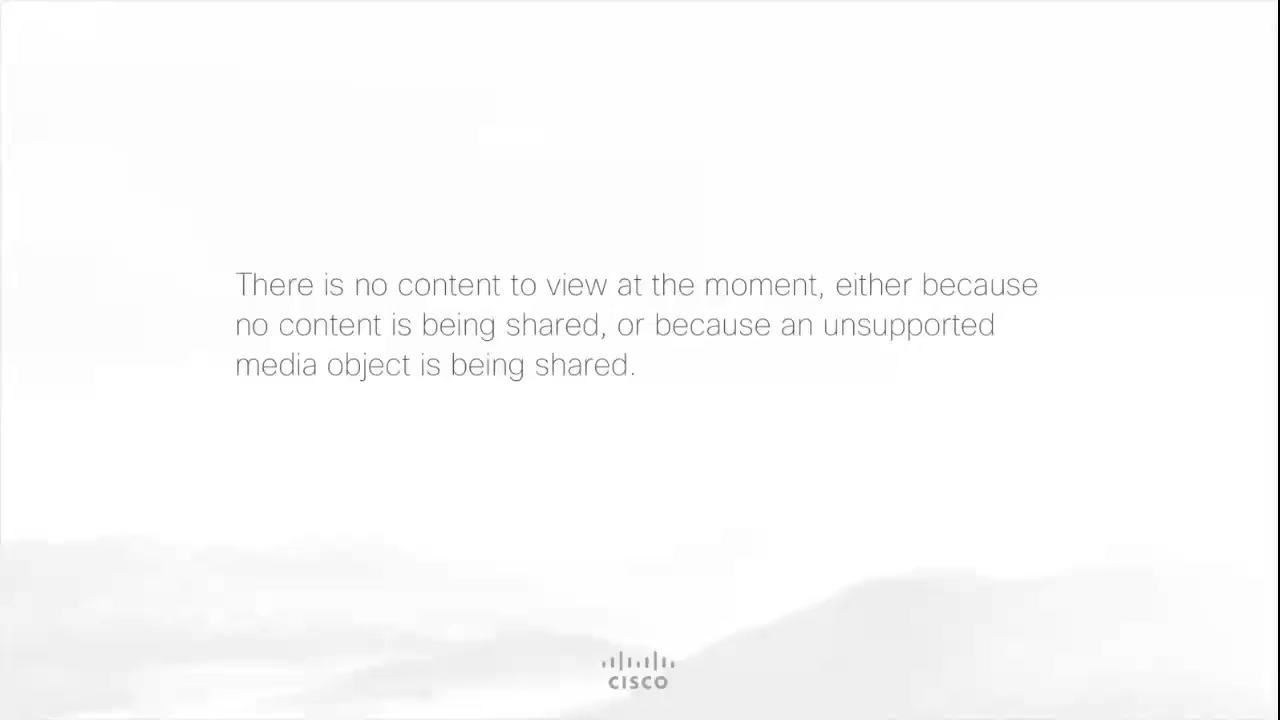 There is no content to view at the moment, either because
no content is being shared, or because an unsupported
media object is being shared.
CISCO